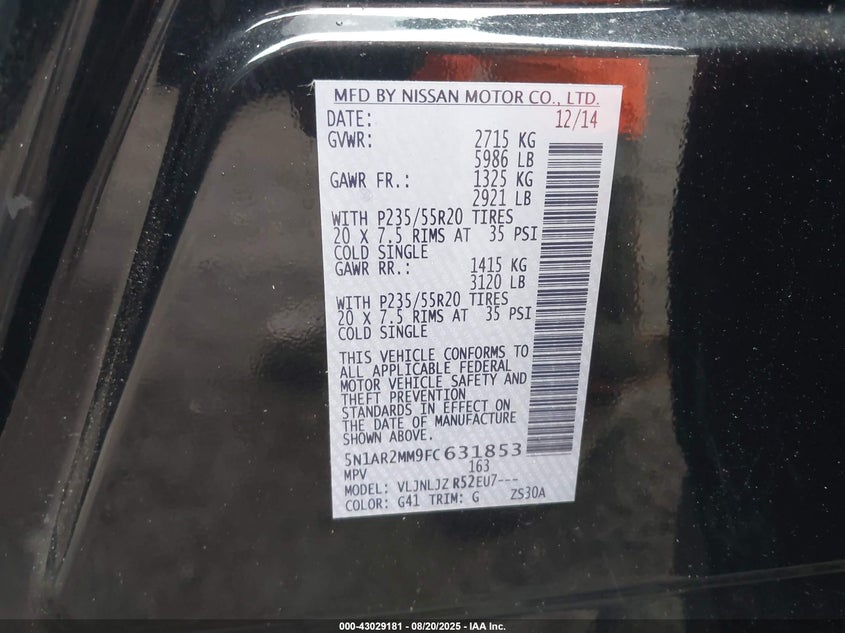 MFD BY NISSAN MOTOR CO., LTD.
DATE: 12/14
GVWR: 2715 KG
5986 LB
GAWR FR.: 1325 KG
2921 LB
WITH P235/55R20 TIRES
20 X 7.5 RIMS AT 35 PSI
COLD SINGLE
GAWR RR.: 1415 KG
3120 LB
WITH P235/55R20 TIRES
20 X 7.5 RIMS AT 35 PSI
COLD SINGLE
THIS VEHICLE CONFORMS TO
ALL APPLICABLE FEDERAL
MOTOR VEHICLE SAFETY AND
THEFT PREVENTION
STANDARDS IN EFFECT ON
THE DATE OF MANUFACTURE
SHOWN ABOVE.
5N1AR2MM9FC631853
MPV 163
MODEL: VLJNLJZ R52EU7---
COLOR: G41 TRIM: G ZS30A
000-43029181 - 08/20/2025 - IAA Inc.